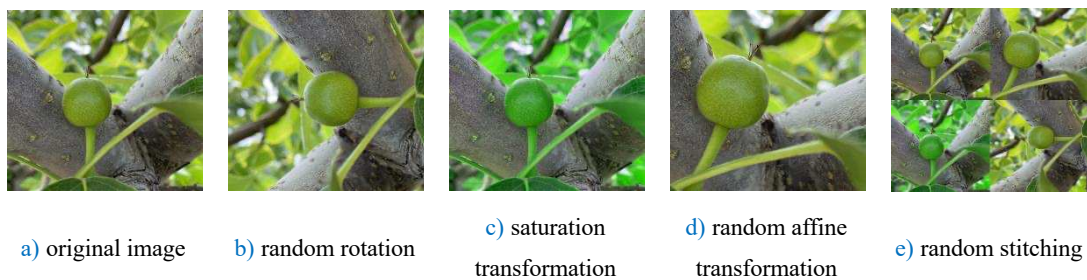 a) original image
b) random rotation
c) saturation
transformation
d) random affine
transformation
e) random stitching